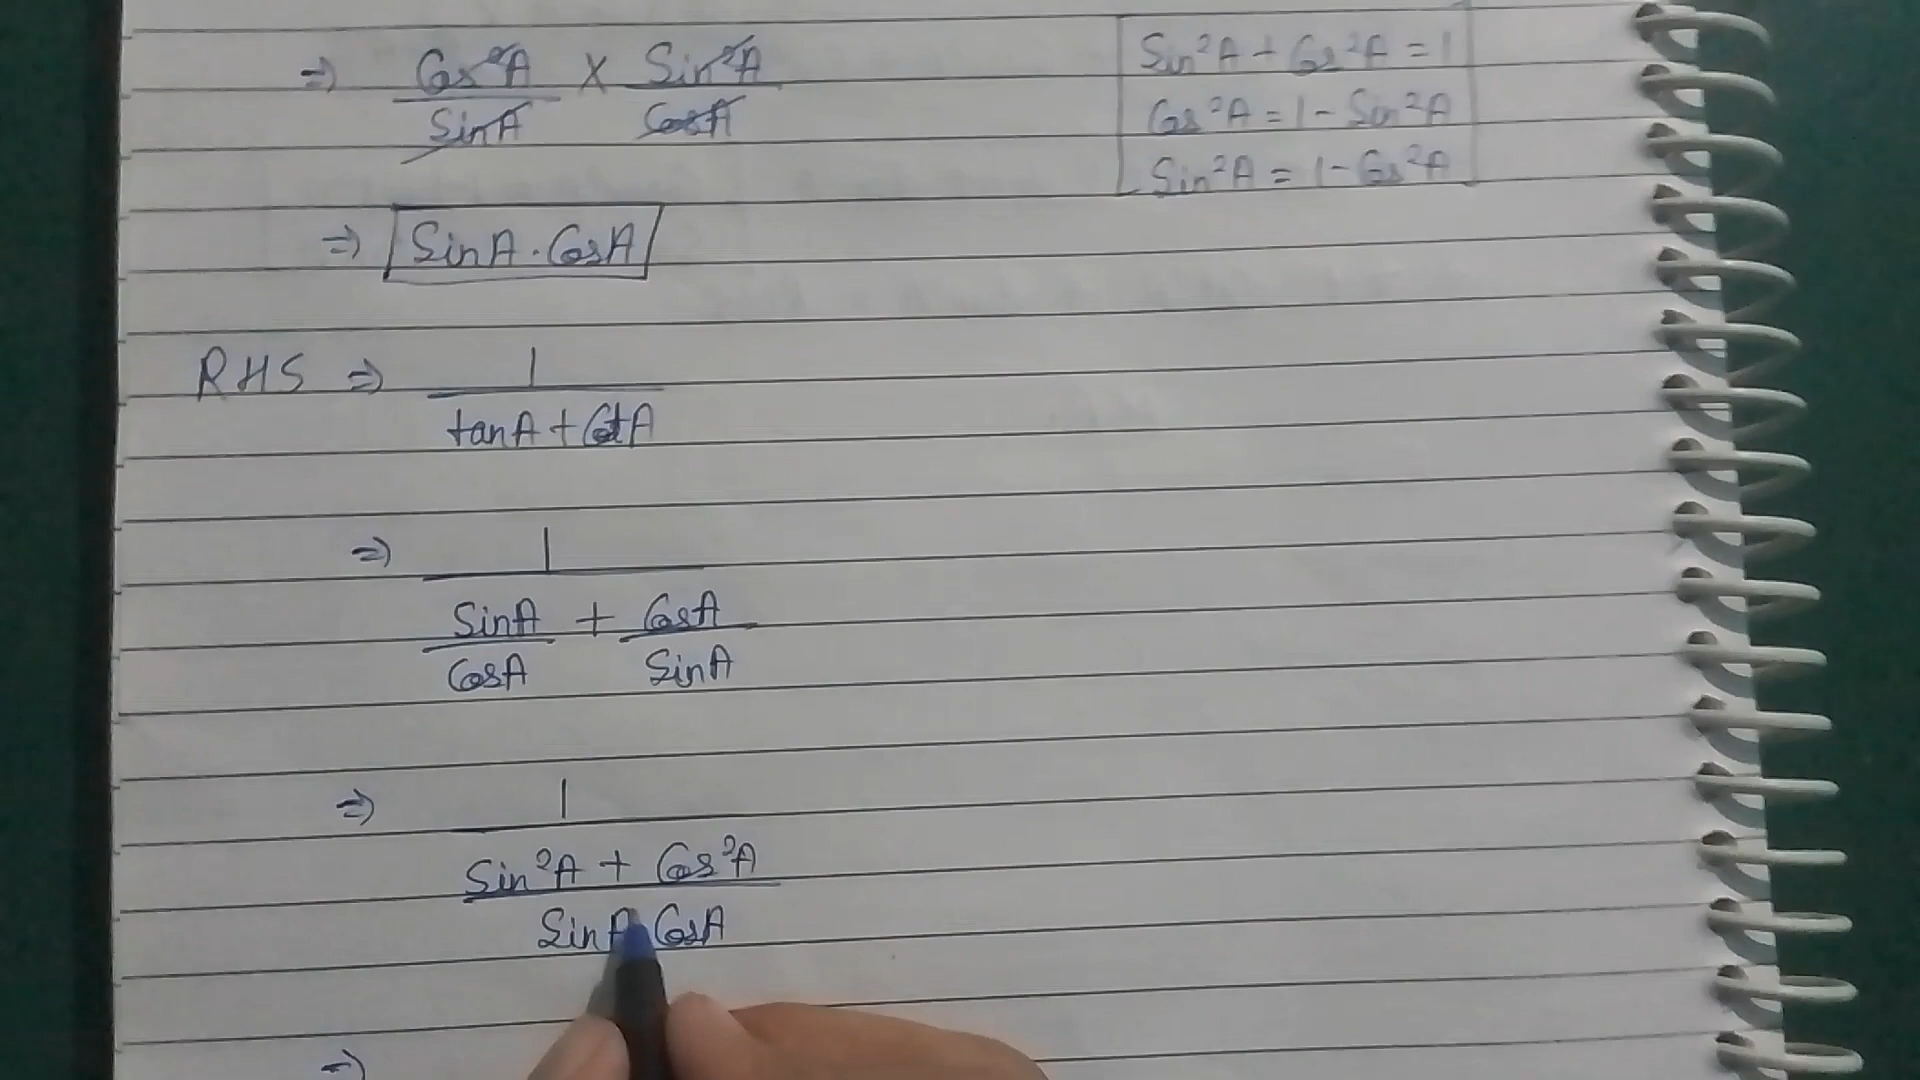 ⇒ Cos²A/SinA × Sin²A/CosA
Sin²A + Cos²A = 1
Cos²A = 1 - Sin²A
Sin²A = 1 - Cos²A
⇒ SinA · CosA
RHS ⇒ 1
tanA + CotA
⇒ 1
SinA/CosA + CosA/SinA
⇒ 1
Sin²A + Cos²A
SinA CosA
⇒